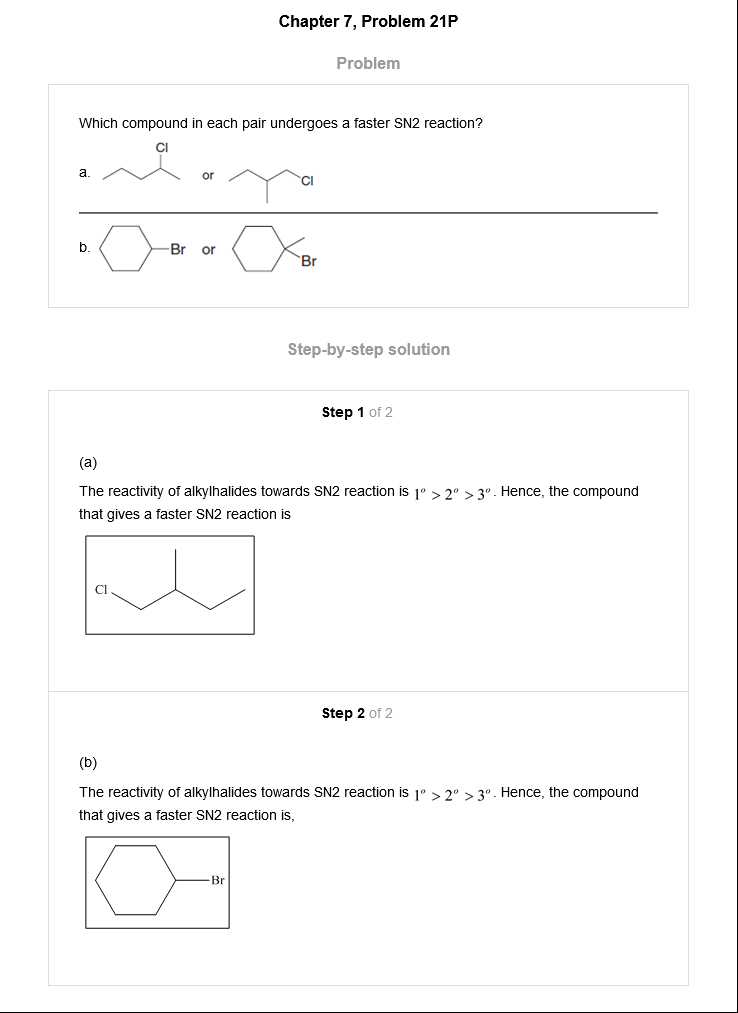 Chapter 7, Problem 21P
Problem
Which compound in each pair undergoes a faster SN2 reaction?
Cl
a. or Cl
b. Br or Br
Step-by-step solution
Step 1 of 2
(a)
The reactivity of alkylhalides towards SN2 reaction is 1° > 2° > 3°. Hence, the compound
that gives a faster SN2 reaction is
Cl
Step 2 of 2
(b)
The reactivity of alkylhalides towards SN2 reaction is 1° > 2° > 3°. Hence, the compound
that gives a faster SN2 reaction is,
Br